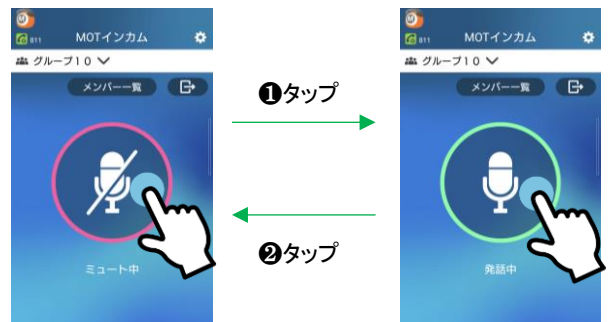 811 MOTインカム
グループ10
メンバー一覧
ミュート中
❶タップ
❷タップ
811 MOTインカム
グループ10
メンバー一覧
発話中